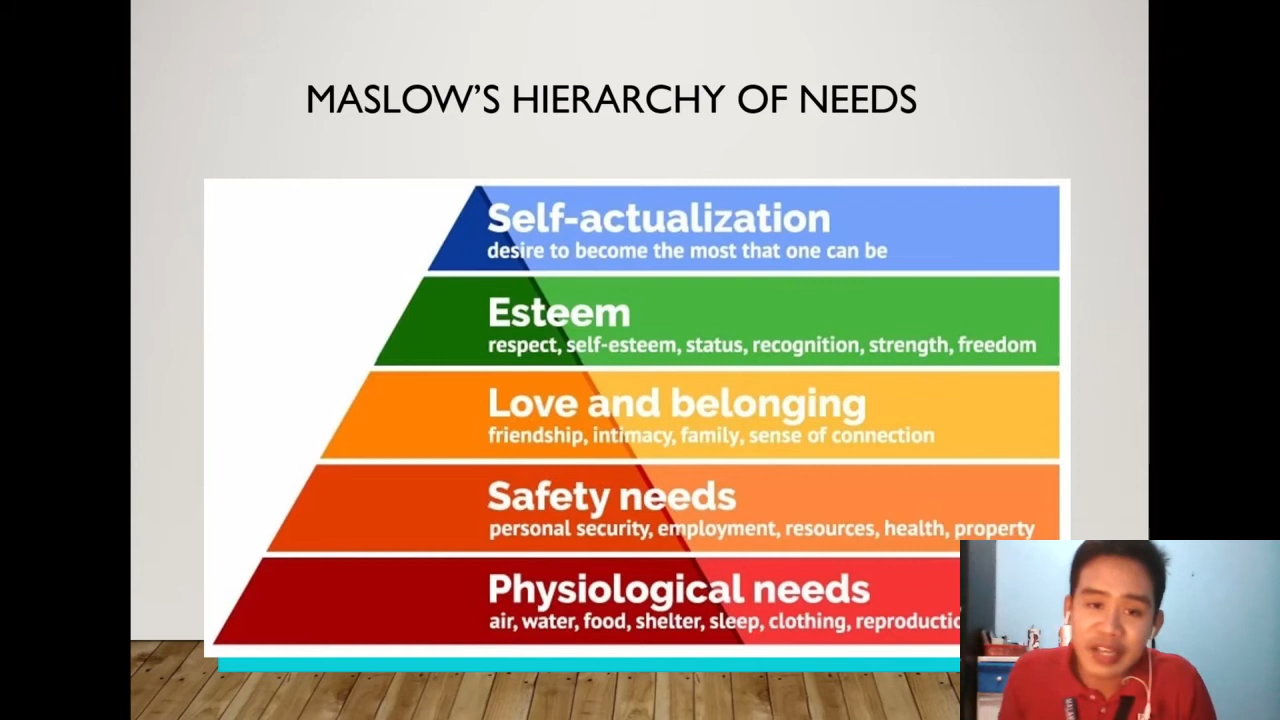 MASLOW'S HIERARCHY OF NEEDS
Self-actualization
desire to become the most that one can be
Esteem
respect, self-esteem, status, recognition, strength, freedom
Love and belonging
friendship, intimacy, family, sense of connection
Safety needs
personal security, employment, resources, health, property
Physiological needs
air, water, food, shelter, sleep, clothing,